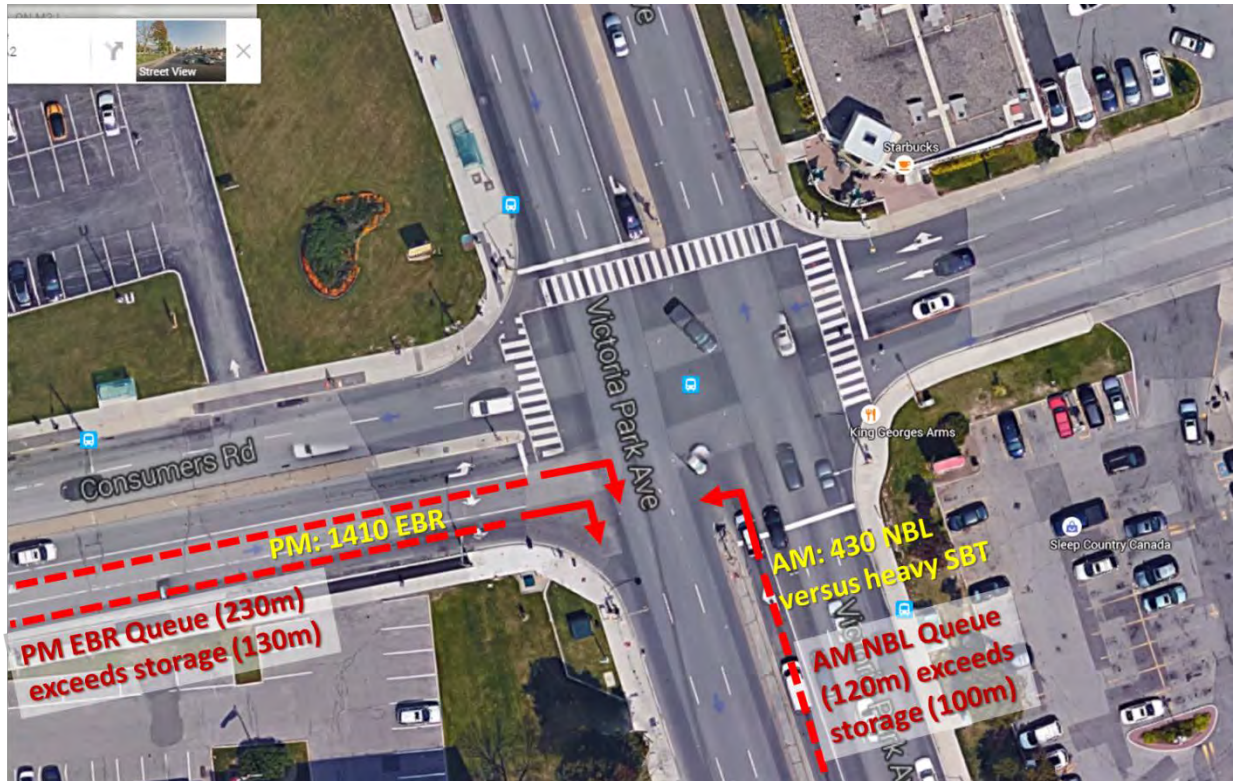 Street View
Starbucks
Victoria Park Ave
King Georges Arms
Consumers Rd
Sleep Country Canada
PM: 1410 EBR
AM: 430 NBL
versus heavy SBT
PM EBR Queue (230m)
exceeds storage (130m)
AM NBL Queue
(120m) exceeds
storage (100m)